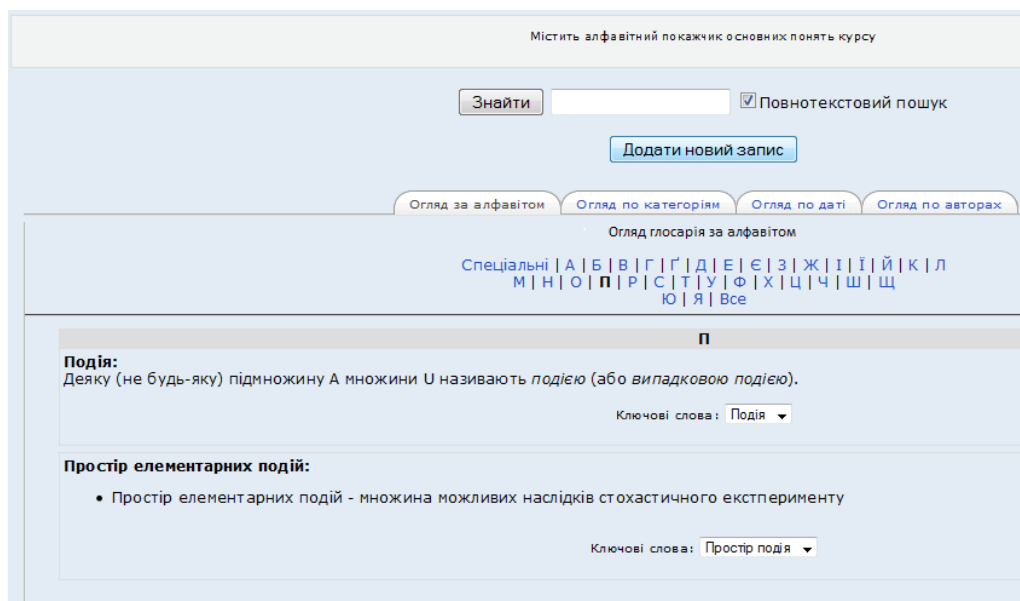 Містить алфавітний покажчик основних понять курсу
Знайти Повнотекстовий пошук
Додати новий запис
Огляд за алфавітом Огляд по категоріям Огляд по даті Огляд по авторах
Огляд глосарія за алфавітом
Спеціальні | А | Б | В | Г | Ґ | Д | Е | Є | З | Ж | І | Ї | Й | К | Л
М | Н | О | П | Р | С | Т | У | Ф | Х | Ц | Ч | Ш | Щ
Ю | Я | Все
П
Подія:
Деяку (не будь-яку) підмножину А множини U називають подією (або випадковою подією).
Ключові слова: Подія
Простір елементарних подій:
• Простір елементарних подій - множина можливих наслідків стохастичного екстперименту
Ключові слова: Простір подія